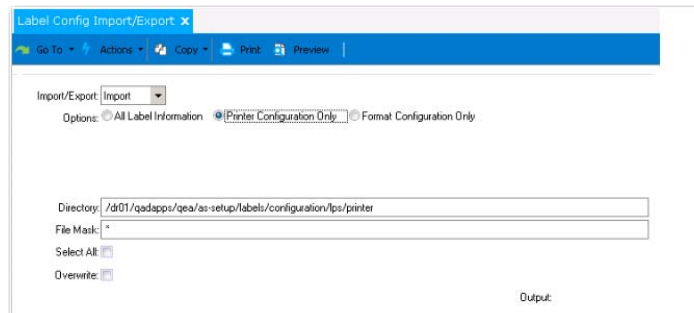 Label Config Import/Export X
Go To Actions Copy Print Preview
Import/Export: Import
Options: All Label Information Printer Configuration Only Format Configuration Only
Directory: /dr01/qadapps/qea/as-setup/labels/configuration/lps/printer
File Mask: *
Select All:
Overwrite:
Output: